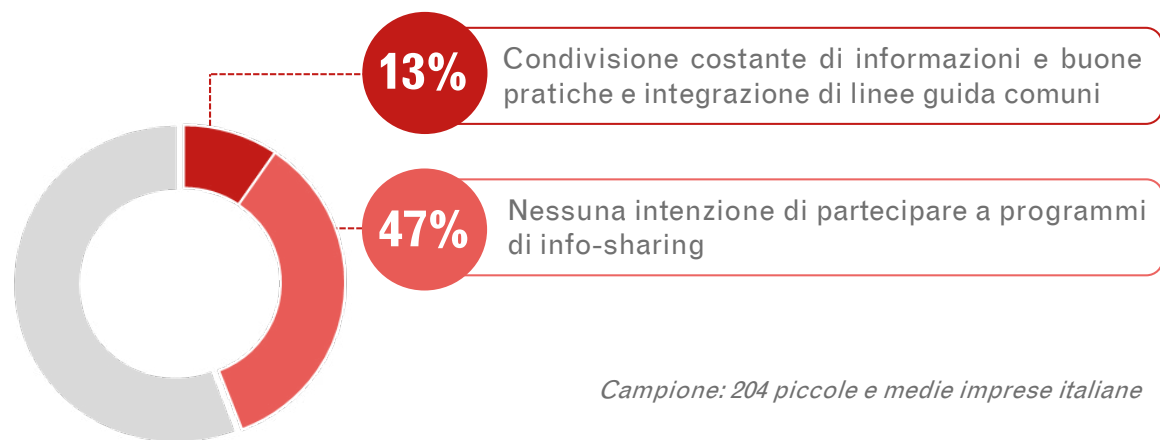 13%
Condivisione costante di informazioni e buone
pratiche e integrazione di linee guida comuni
47%
Nessuna intenzione di partecipare a programmi
di info-sharing
Campione: 204 piccole e medie imprese italiane